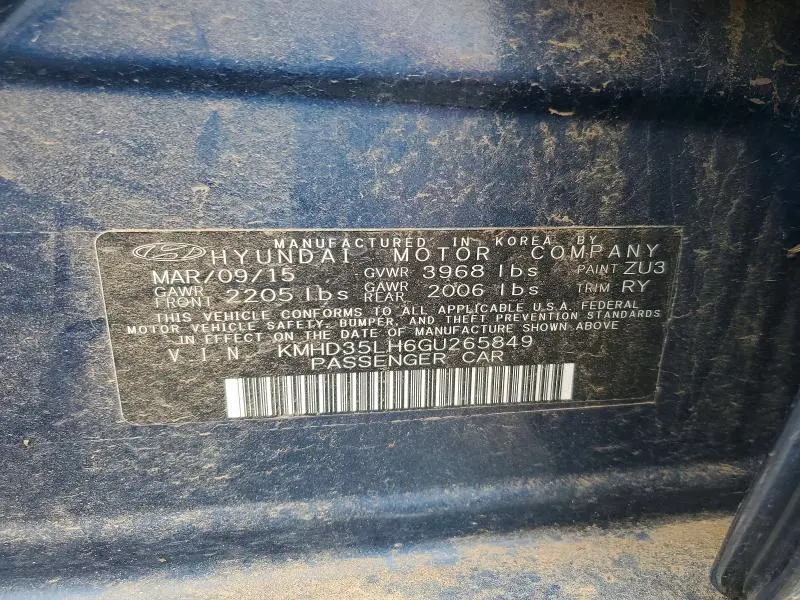 MANUFACTURED IN KOREA BY
HYUNDAI MOTOR COMPANY
MAR/09/15 GVWR 3968 lbs PAINT ZU3
GAWR FRONT 2205 lbs GAWR REAR 2006 lbs TRIM RY
THIS VEHICLE CONFORMS TO ALL APPLICABLE U.S.A. FEDERAL
MOTOR VEHICLE SAFETY, BUMPER, AND THEFT PREVENTION STANDARDS
IN EFFECT ON THE DATE OF MANUFACTURE SHOWN ABOVE
V I N. KMHD35LH6GU265849
PASSENGER CAR